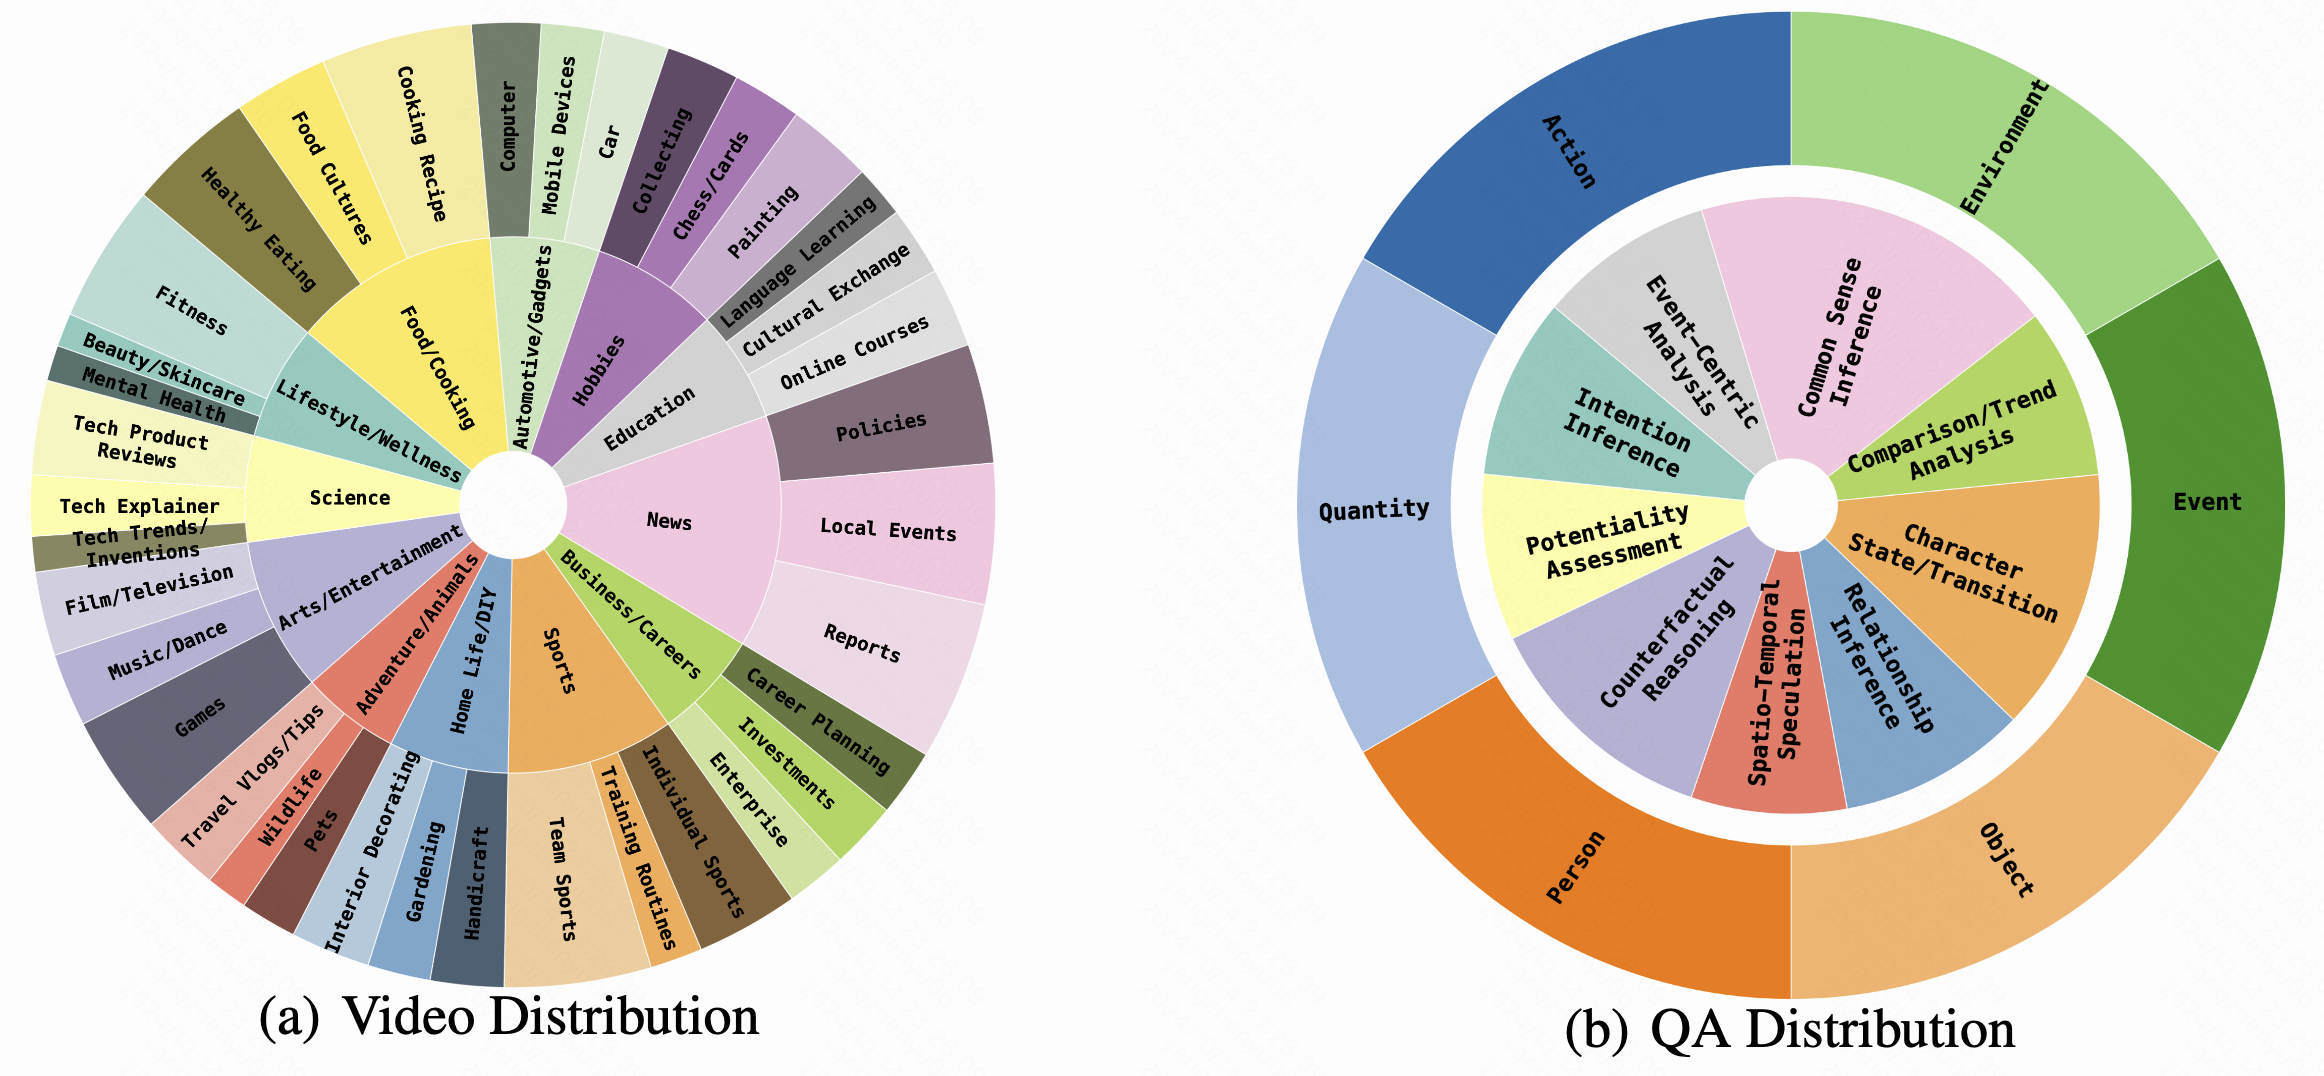 Computer
Mobile Devices
Car
Collecting
Chess/Cards
Painting
Language Learning
Cultural Exchange
Online Courses
Policies
Local Events
Reports
Career Planning
Investments
Enterprise
Individual Sports
Training Routines
Team Sports
Handicraft
Gardening
Interior Decorating
Pets
Wildlife
Travel Vlogs/Tips
Games
Music/Dance
Film/Television
Tech Trends/
Inventions
Tech Explainer
Tech Product
Reviews
Mental Health
Beauty/Skincare
Fitness
Healthy Eating
Food Cultures
Cooking Recipe
Automotive/Gadgets
Hobbies
Education
News
Business/Careers
Sports
Home Life/DIY
Adventure/Animals
Arts/Entertainment
Science
Lifestyle/Wellness
Food/Cooking
(a) Video Distribution
Environment
Event
Object
Person
Quantity
Action
Common Sense
Inference
Comparison/Trend
Analysis
Character
State/Transition
Relationship
Inference
Spatio-Temporal
Speculation
Counterfactual
Reasoning
Potentiality
Assessment
Intention
Inference
Event-Centric
Analysis
(b) QA Distribution